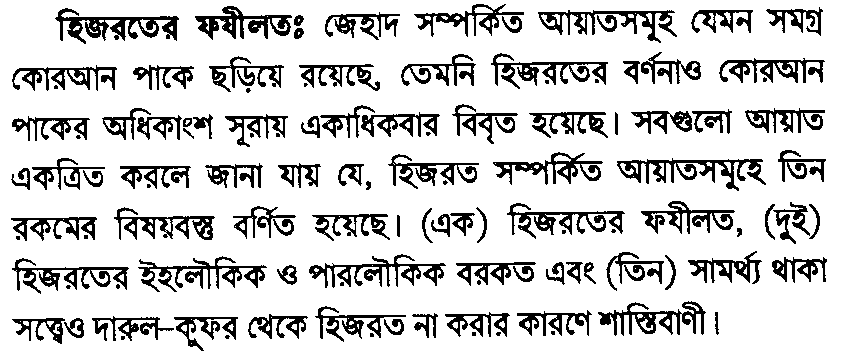 হিজরতের ফযীলতঃ জেহাদ সম্পর্কিত আয়াতসমূহ যেমন সমগ্র
কোরআন পাকে ছড়িয়ে রয়েছে, তেমনি হিজরতের বর্ণনাও কোরআন
পাকের অধিকাংশ সূরায় একাধিকবার বিবৃত হয়েছে। সবগুলো আয়াত
একত্রিত করলে জানা যায় যে, হিজরত সম্পর্কিত আয়াতসমূহে তিন
রকমের বিষয়বস্তু বর্ণিত হয়েছে। (এক) হিজরতের ফযীলত, (দুই)
হিজরতের ইহলৌকিক ও পারলৌকিক বরকত এবং (তিন) সামর্থ্য থাকা
সত্ত্বেও দারুল-কুফর থেকে হিজরত না করার কারণে শাস্তিবাণী।